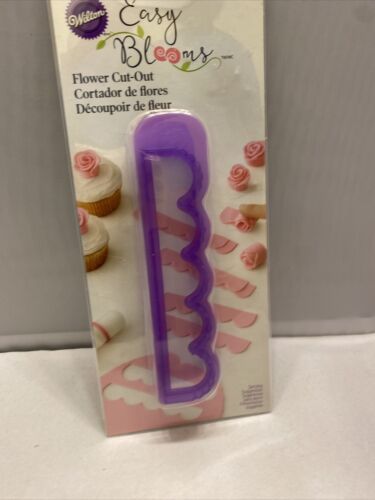 Wilton
Easy
Blooms
Flower Cut-Out
Cortador de flores
Découpoir de fleur